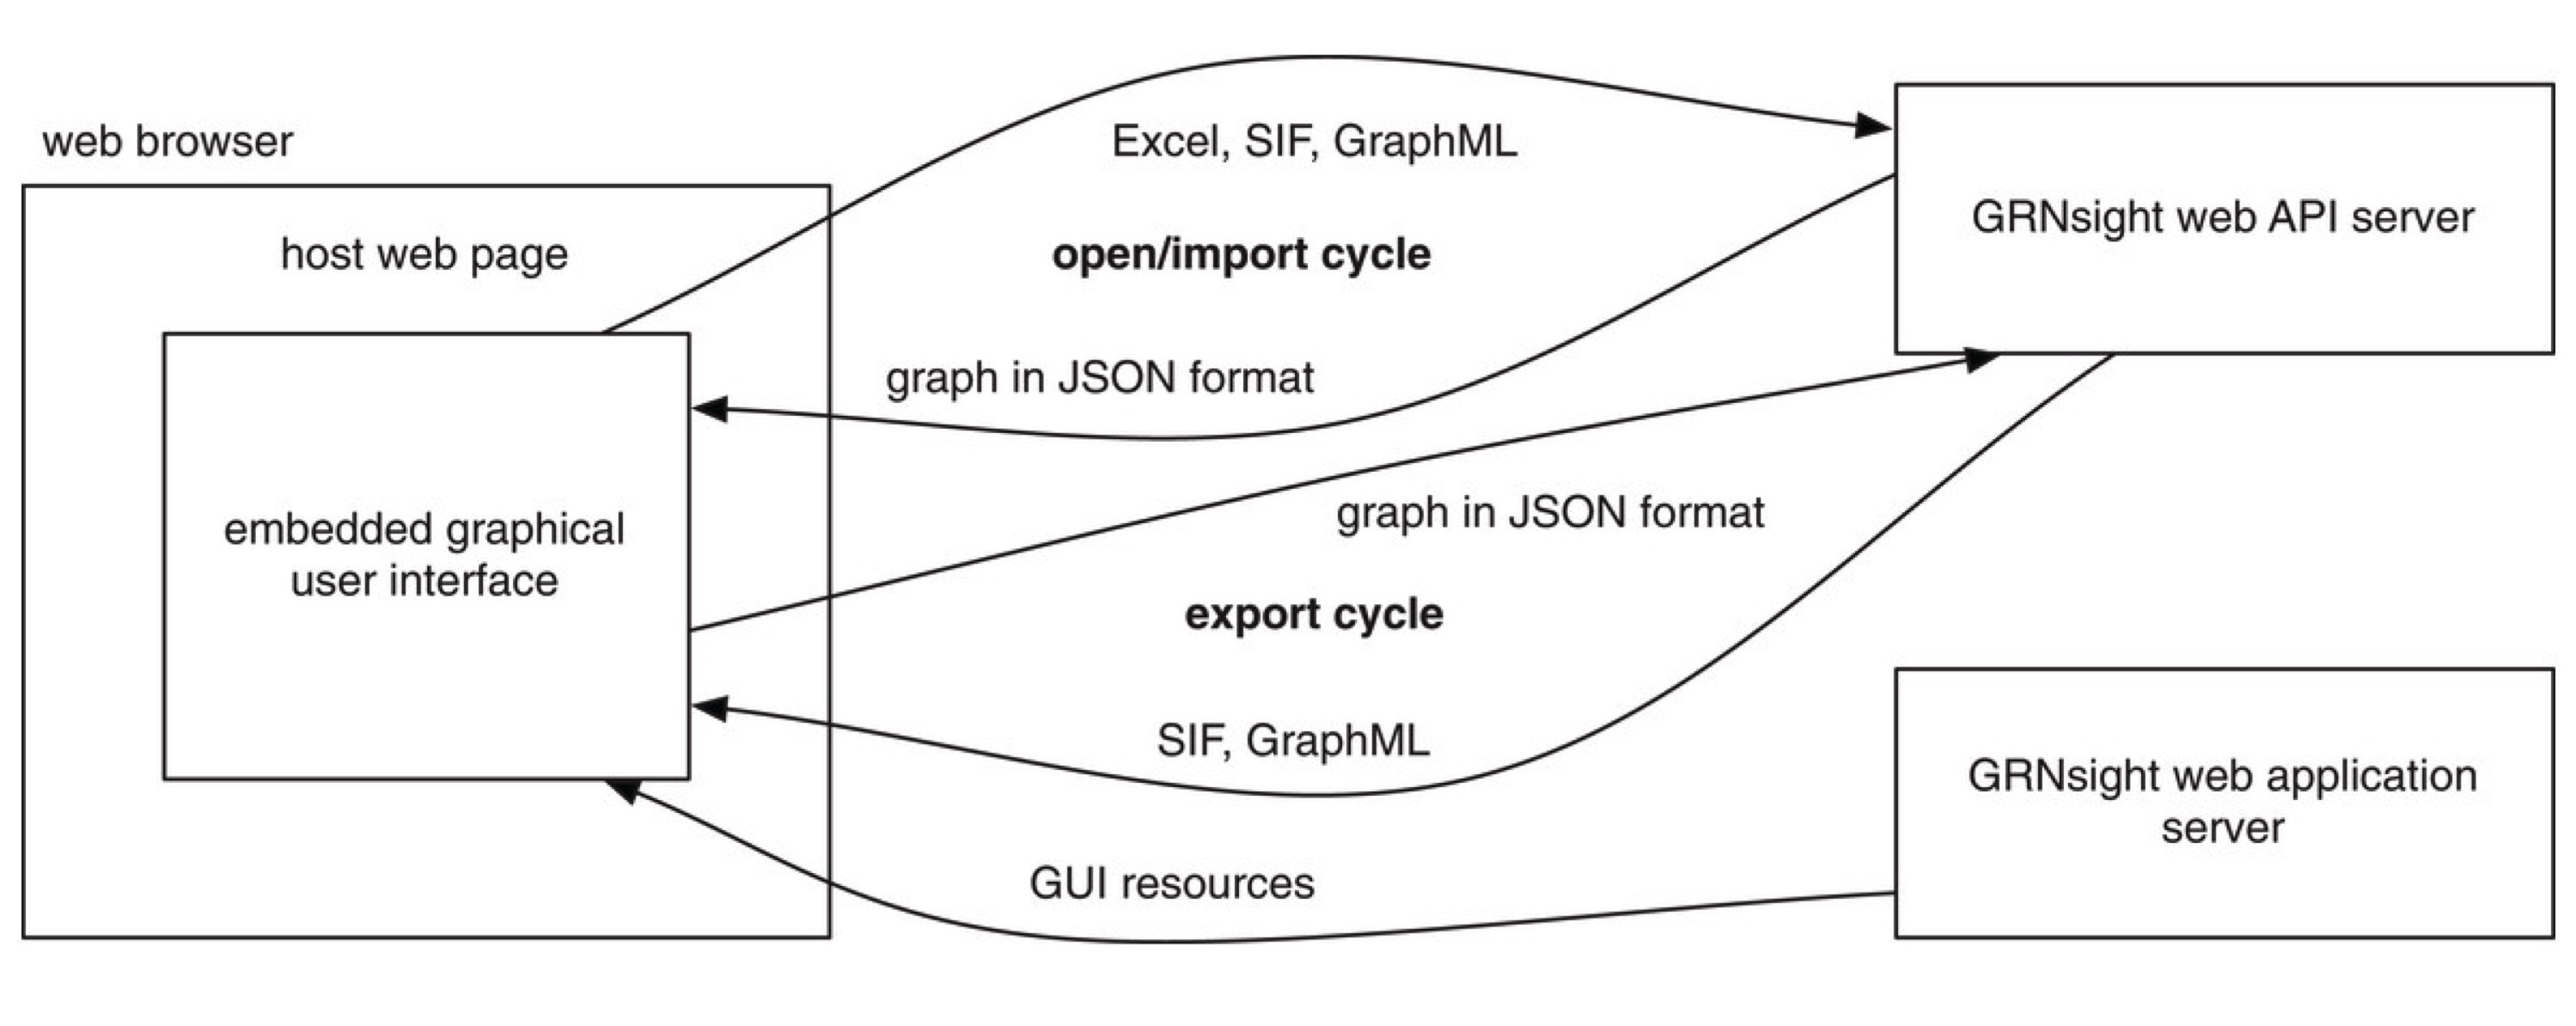 web browser
host web page
embedded graphical
user interface
Excel, SIF, GraphML
open/import cycle
graph in JSON format
graph in JSON format
export cycle
SIF, GraphML
GUI resources
GRNsight web API server
GRNsight web application
server